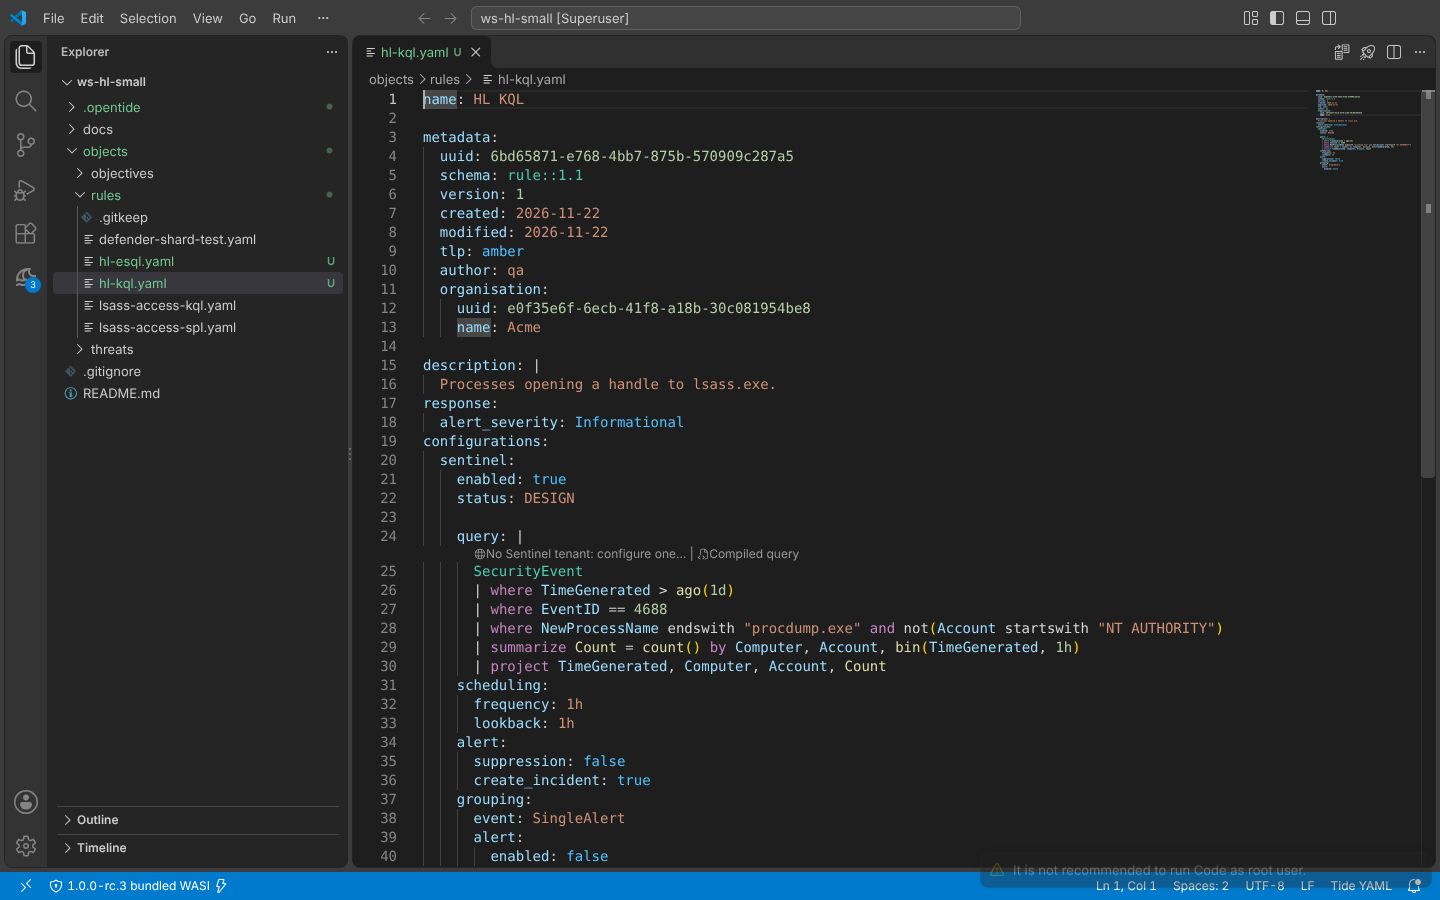 File Edit Selection View Go Run ···
ws-hl-small [Superuser]
Explorer
ws-hl-small
.opentide
docs
objects
objectives
rules
.gitkeep
defender-shard-test.yaml
hl-esql.yaml U
hl-kql.yaml U
lsass-access-kql.yaml
lsass-access-spl.yaml
threats
.gitignore
README.md
3
Outline
Timeline
hl-kql.yaml U
objects > rules > hl-kql.yaml
1 name: HL KQL
2
3 metadata:
4 uuid: 6bd65871-e768-4bb7-875b-570909c287a5
5 schema: rule::1.1
6 version: 1
7 created: 2026-11-22
8 modified: 2026-11-22
9 tlp: amber
10 author: qa
11 organisation:
12 uuid: e0f35e6f-6ecb-41f8-a18b-30c081954be8
13 name: Acme
14
15 description: |
16 Processes opening a handle to lsass.exe.
17 response:
18 alert_severity: Informational
19 configurations:
20 sentinel:
21 enabled: true
22 status: DESIGN
23
24 query: |
No Sentinel tenant: configure one... | Compiled query
25 SecurityEvent
26 | where TimeGenerated > ago(1d)
27 | where EventID == 4688
28 | where NewProcessName endswith "procdump.exe" and not(Account startswith "NT AUTHORITY")
29 | summarize Count = count() by Computer, Account, bin(TimeGenerated, 1h)
30 | project TimeGenerated, Computer, Account, Count
31 scheduling:
32 frequency: 1h
33 lookback: 1h
34 alert:
35 suppression: false
36 create_incident: true
37 grouping:
38 event: SingleAlert
39 alert:
40 enabled: false
It is not recommended to run Code as root user.
1.0.0-rc.3 bundled WASI
Ln 1, Col 1 Spaces: 2 UTF-8 LF Tide YAML